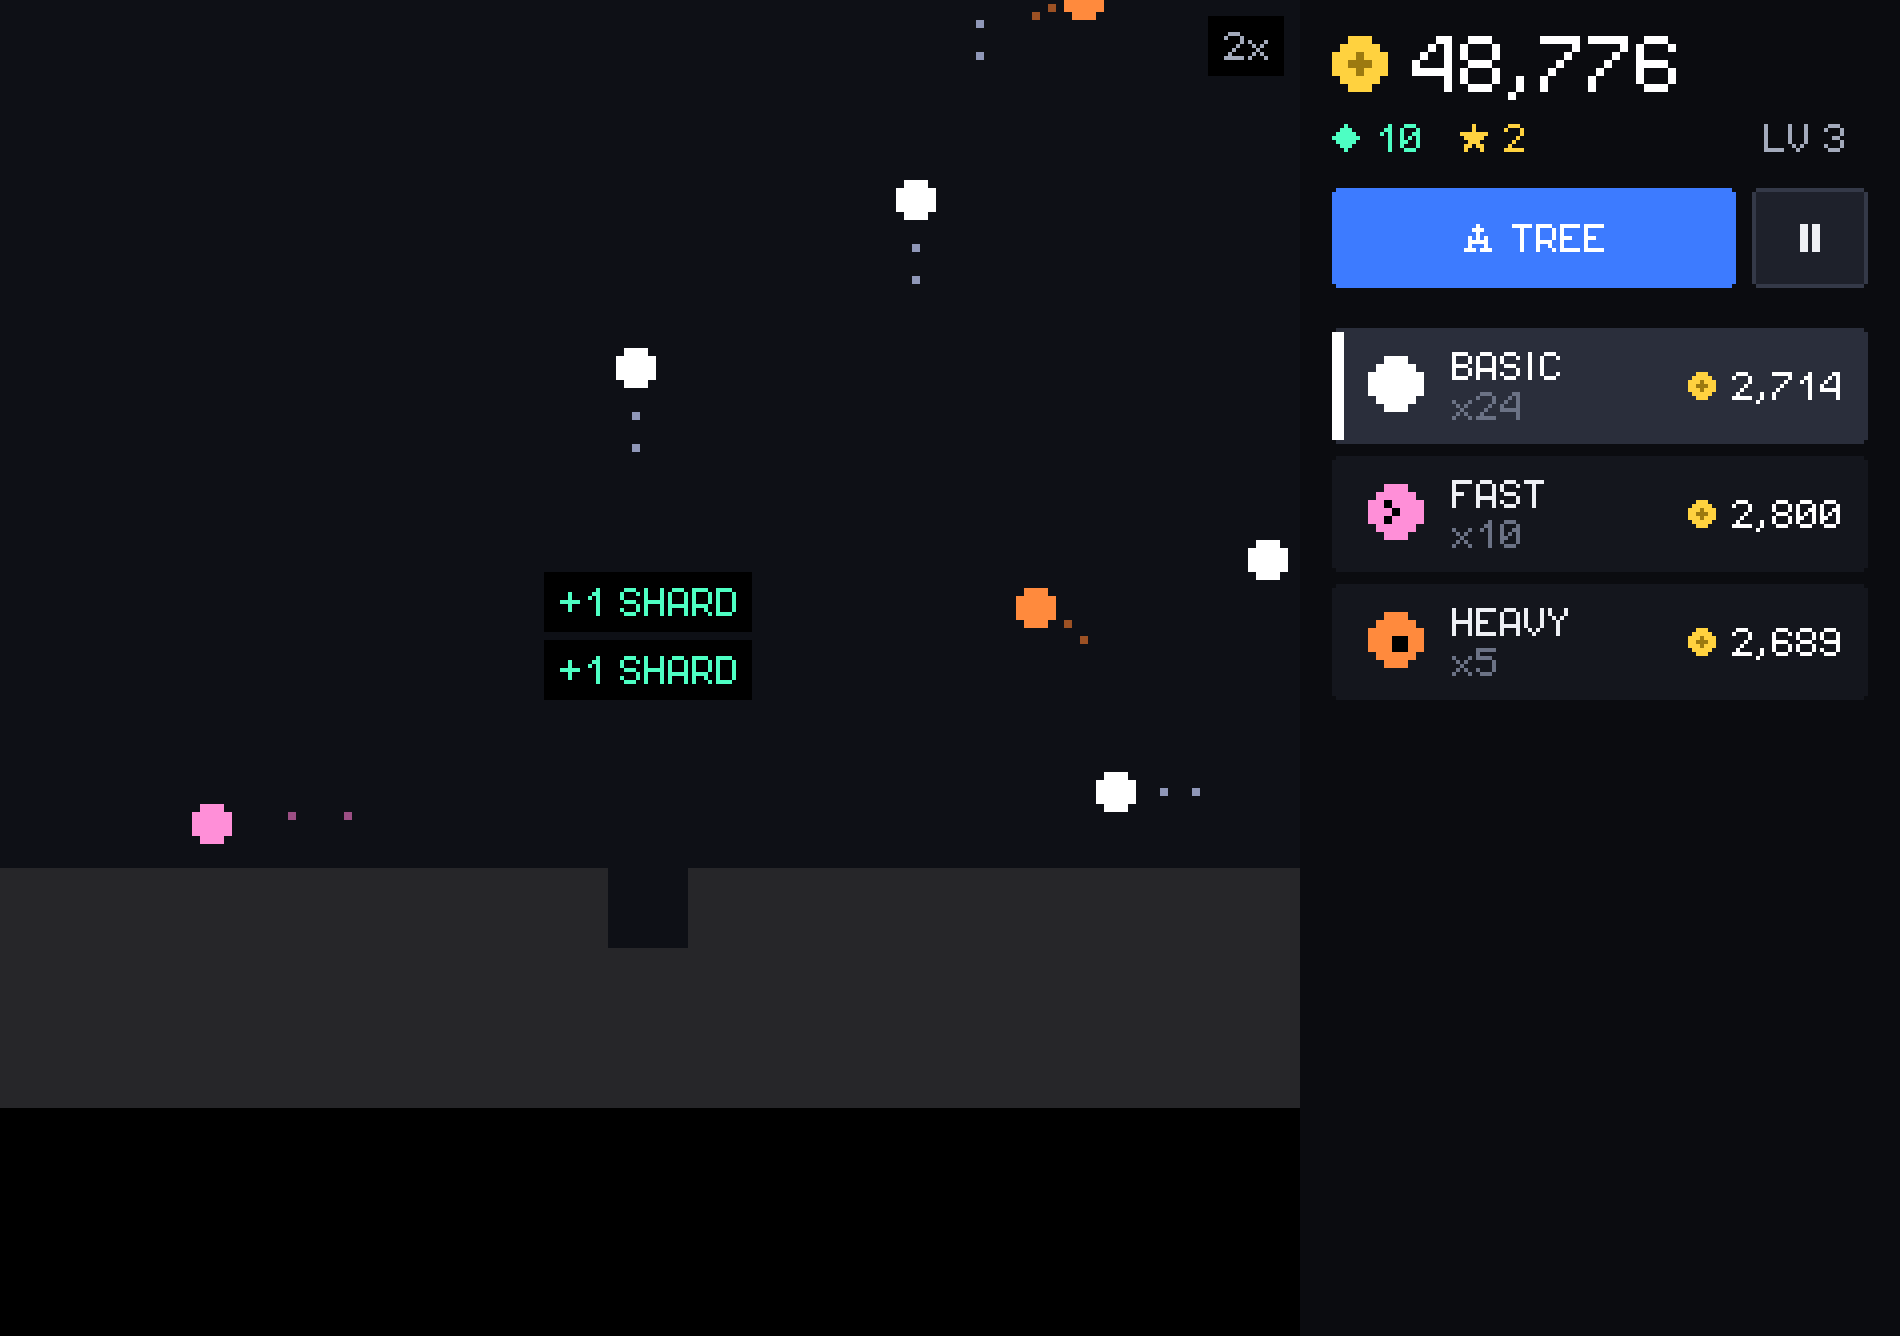 2x
48,776
10 2 LV 3
TREE
BASIC
x24
2,714
FAST
x10
2,800
HEAVY
x5
2,689
+1 SHARD
+1 SHARD